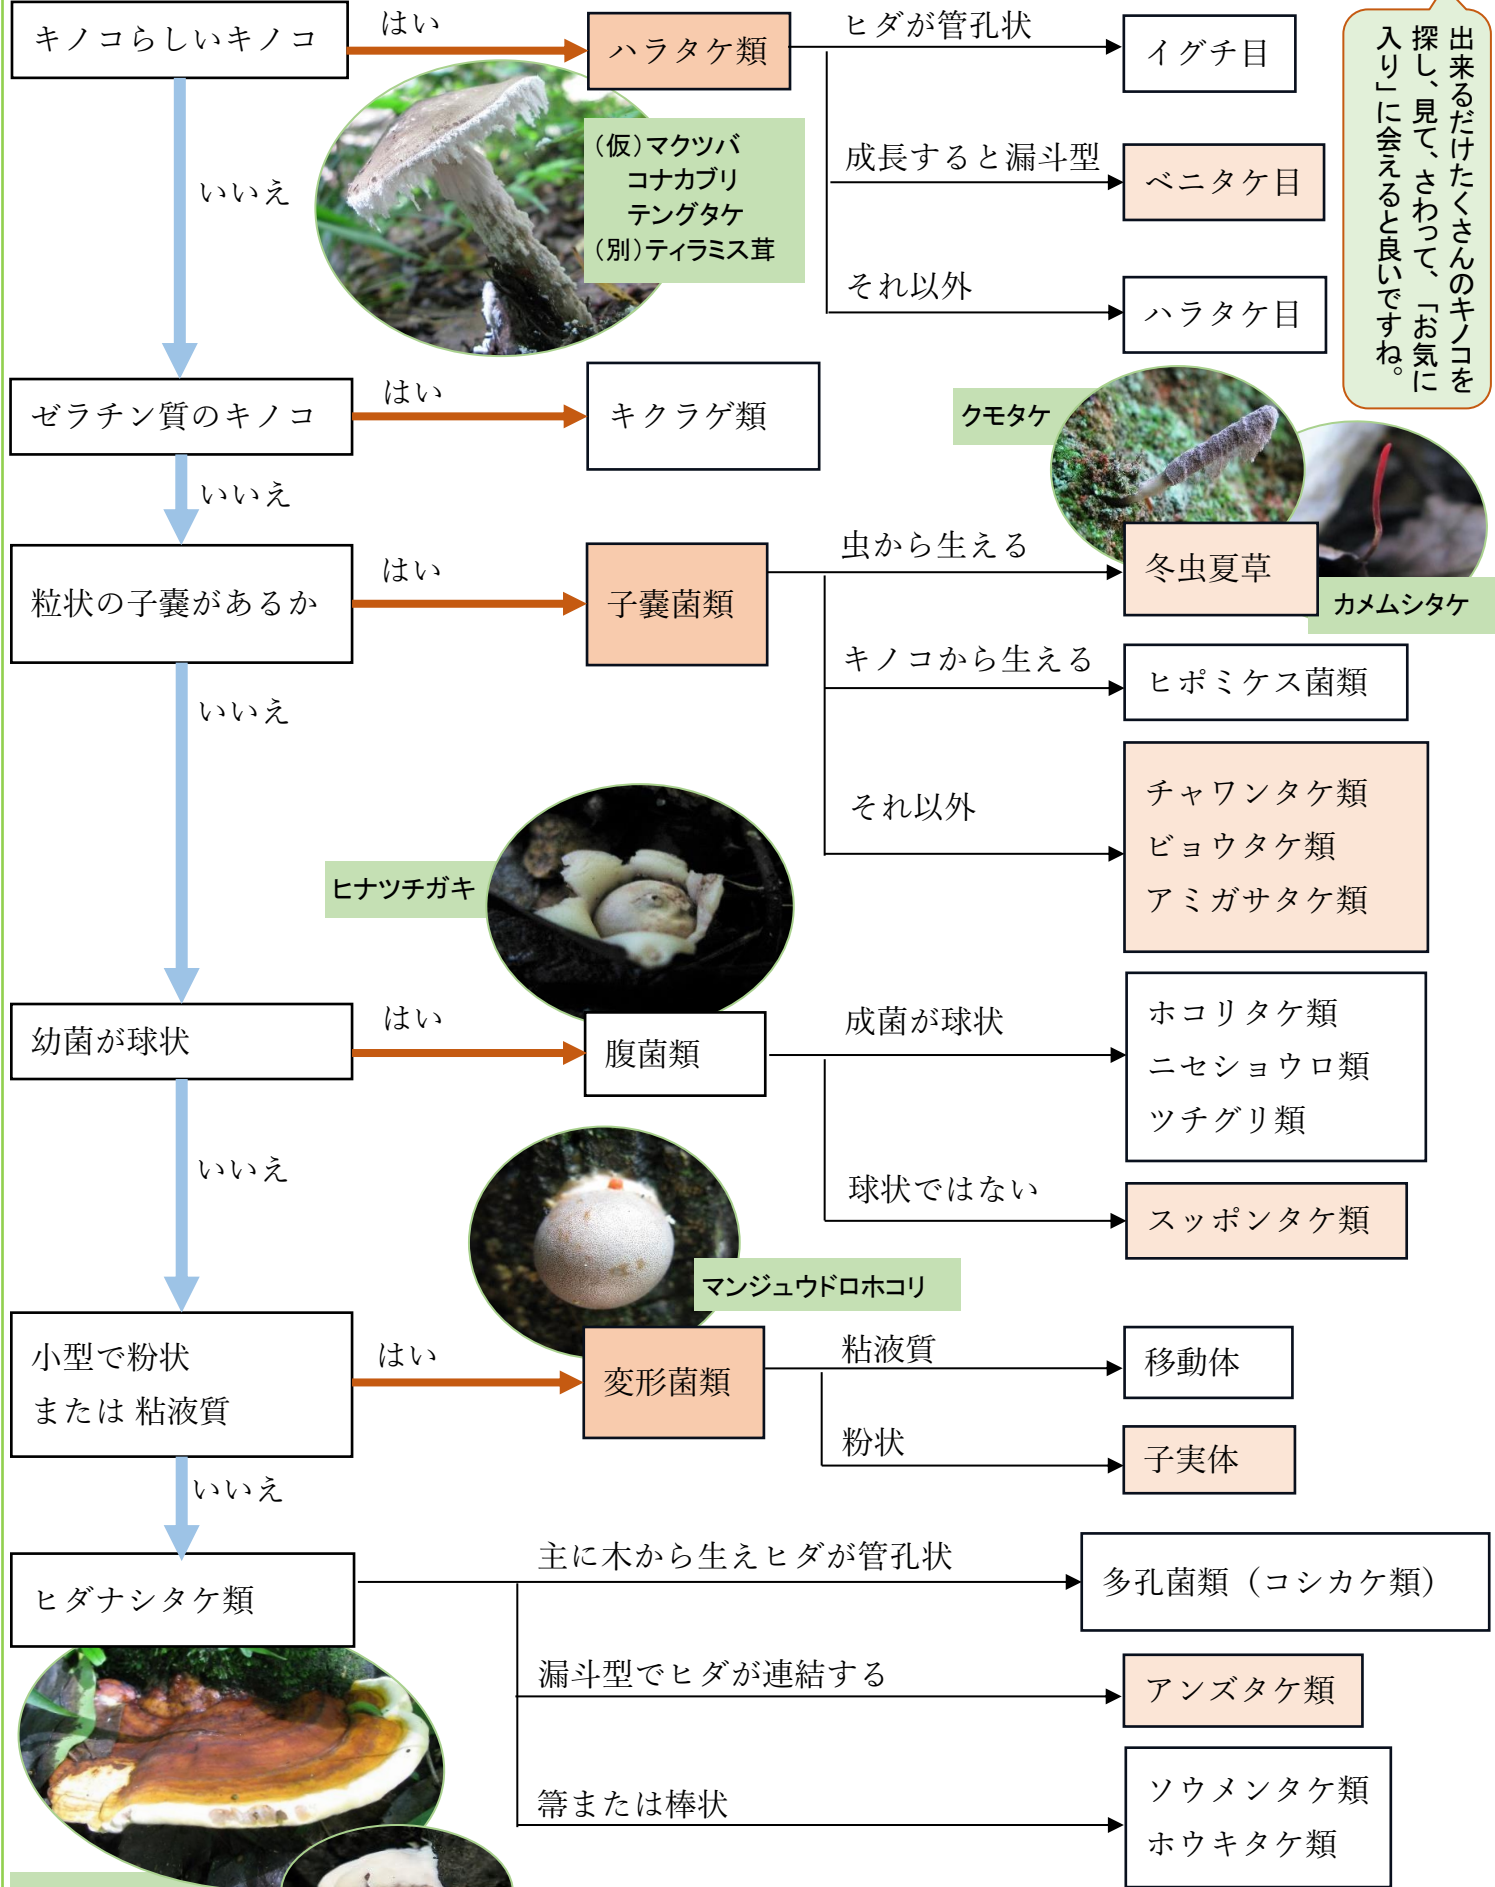 キノコらしいキノコ
はい
ハラタケ類
ヒダが管孔状
イグチ目
成長すると漏斗型
ベニタケ目
それ以外
ハラタケ目
(仮)マクツバ
コナカブリ
テングタケ
(別)ティラミス茸
出来るだけたくさんのキノコを
探し、見て、さわって、「お気に
入り」に会えると良いですね。
いいえ
ゼラチン質のキノコ
はい
キクラゲ類
いいえ
クモタケ
カメムシタケ
粒状の子嚢があるか
はい
子嚢菌類
虫から生える
冬虫夏草
キノコから生える
ヒポミケス菌類
それ以外
チャワンタケ類
ビョウタケ類
アミガサタケ類
いいえ
ヒナツチガキ
幼菌が球状
はい
腹菌類
成菌が球状
ホコリタケ類
ニセショウロ類
ツチグリ類
球状ではない
スッポンタケ類
いいえ
マンジュウドロホコリ
小型で粉状
または 粘液質
はい
変形菌類
粘液質
移動体
粉状
子実体
いいえ
ヒダナシタケ類
主に木から生えヒダが管孔状
多孔菌類(コシカケ類)
漏斗型でヒダが連結する
アンズタケ類
箒または棒状
ソウメンタケ類
ホウキタケ類